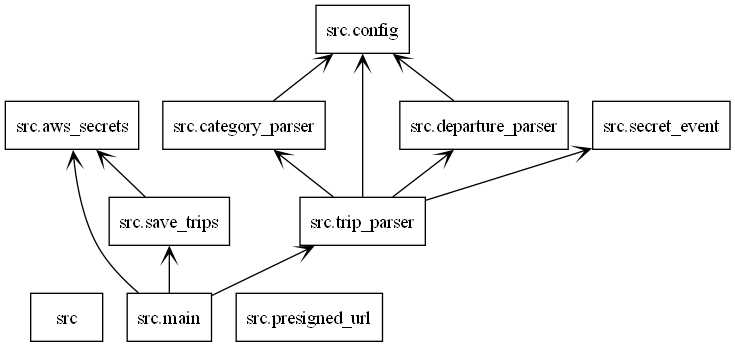 src.config
src.aws_secrets
src.category_parser
src.departure_parser
src.secret_event
src.save_trips
src.trip_parser
src
src.main
src.presigned_url